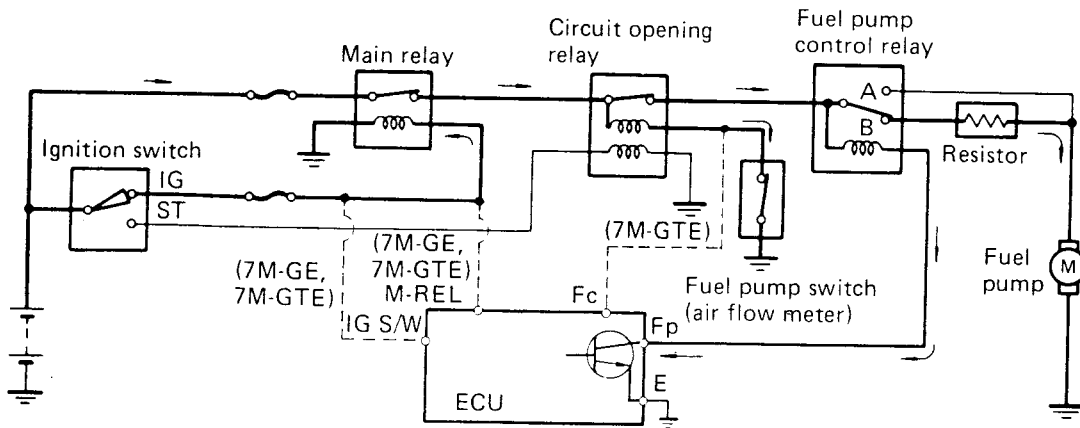 Main relay
Circuit opening
relay
Fuel pump
control relay
A
B
Resistor
Ignition switch
IG
ST
(7M-GE,
7M-GTE)
(7M-GE,
7M-GTE)
M-REL
(7M-GTE)
Fuel pump switch
(air flow meter)
Fuel
pump
M
IG S/W
Fc
Fp
E
ECU